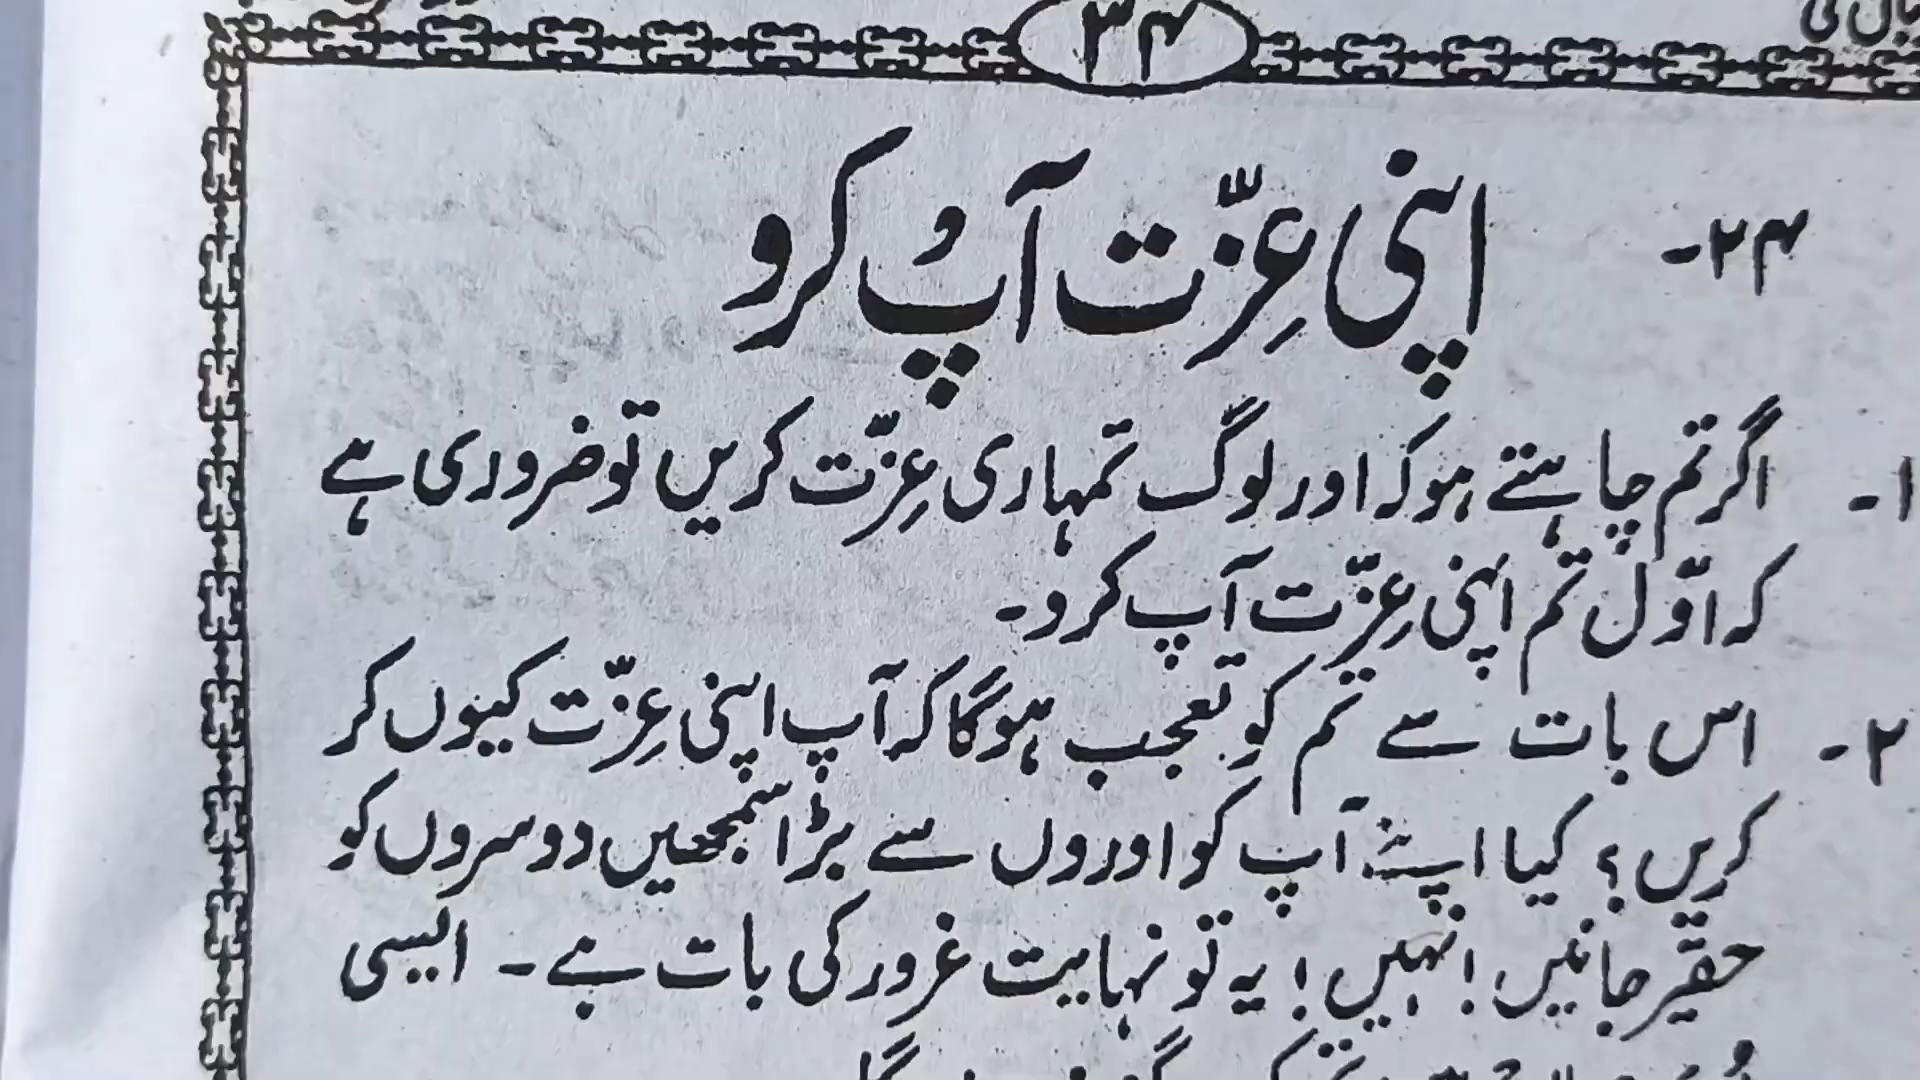 ۳۴
۲۴۔ اپنی عِزّت آپ کرو
۱۔ اگر تم چاہتے ہو کہ اور لوگ تمہاری عِزّت کریں تو ضروری ہے
کہ اوّل تم اپنی عِزّت آپ کرو۔
۲۔ اس بات سے تم کو تعجب ہوگا کہ آپ اپنی عِزّت کیوں کر
کریں؟ کیا اپنے آپ کو اوروں سے بڑا سمجھیں دوسروں کو
حقیر جانیں! نہیں! یہ تو نہایت غرور کی بات ہے۔ ایسی